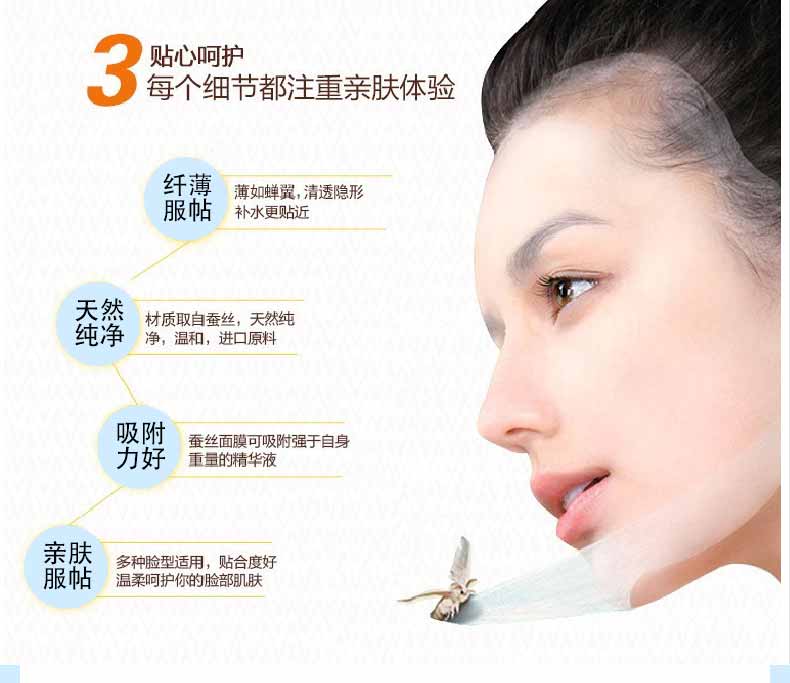 3
贴心呵护
每个细节都注重亲肤体验
纤薄
服帖
薄如蝉翼,清透隐形
补水更贴近
天然
纯净
材质取自蚕丝，天然纯
净，温和，进口原料
吸附
力好
蚕丝面膜可吸附强于自身
重量的精华液
亲肤
服帖
多种脸型适用，贴合度好
温柔呵护你的脸部肌肤